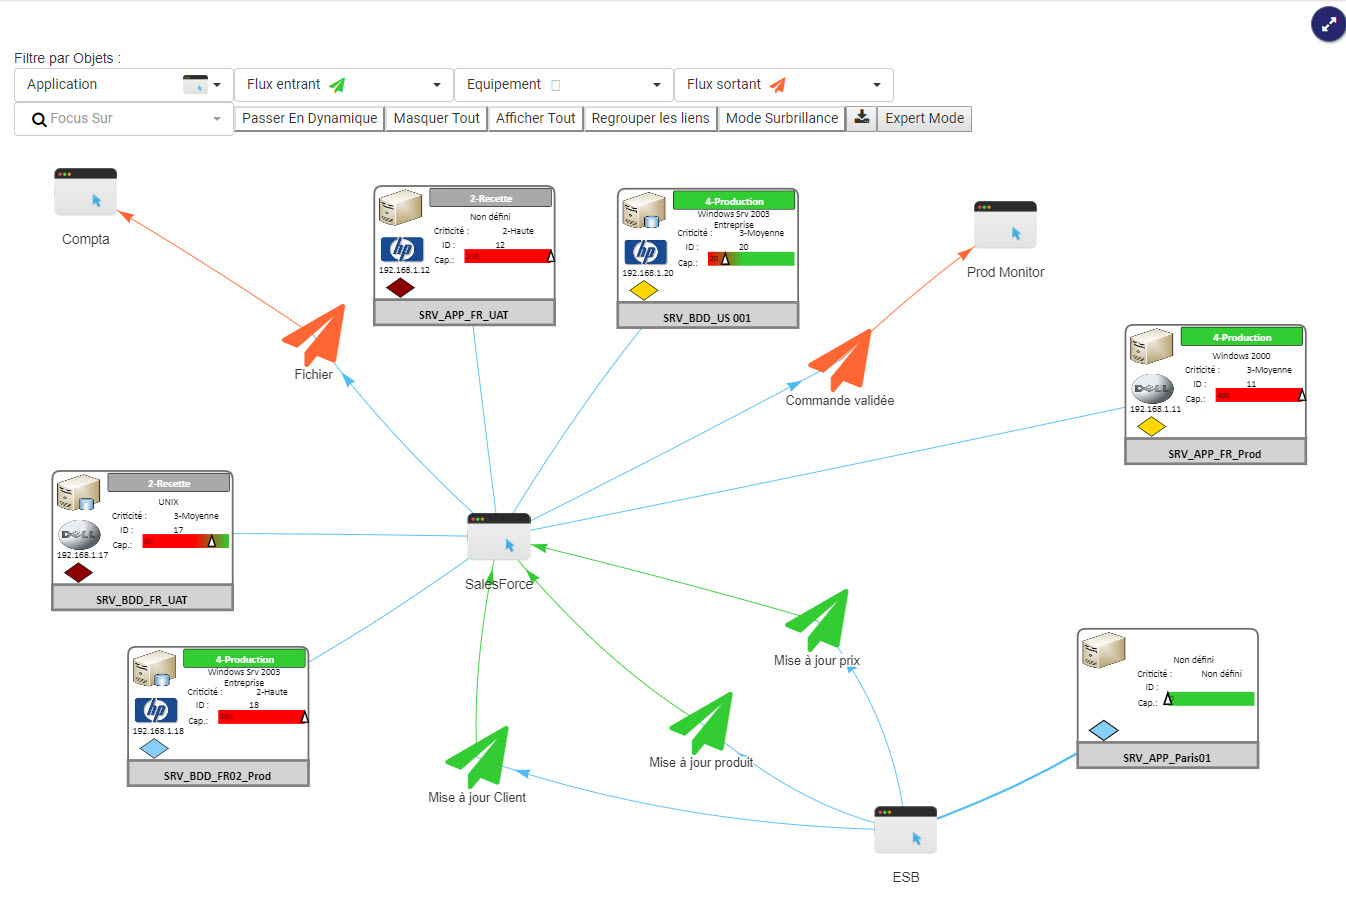 Filtre par Objets :
Application
Flux entrant
Equipement
Flux sortant
Focus Sur
Passer En Dynamique
Masquer Tout
Afficher Tout
Regrouper les liens
Mode Surbrillance
Expert Mode
Compta
2-Recette
Non défini
Criticité : 2-Haute
ID : 12
Cap.: 250
hp
192.168.1.12
SRV_APP_FR_UAT
4-Production
Windows Srv 2003
Entreprise
Criticité : 3-Moyenne
ID : 20
Cap.: 20
hp
192.168.1.20
SRV_BDD_US 001
Prod Monitor
Fichier
Commande validée
4-Production
Windows 2000
Criticité : 3-Moyenne
ID : 11
Cap.: 400
DELL
192.168.1.11
SRV_APP_FR_Prod
2-Recette
UNIX
Criticité : 3-Moyenne
ID : 17
Cap.:
DELL
192.168.1.17
SRV_BDD_FR_UAT
SalesForce
4-Production
Windows Srv 2003
Entreprise
Criticité : 2-Haute
ID : 18
Cap.:
hp
192.168.1.18
SRV_BDD_FR02_Prod
Mise à jour prix
Non défini
Criticité : Non défini
ID :
Cap.:
SRV_APP_Paris01
Mise à jour produit
Mise à jour Client
ESB